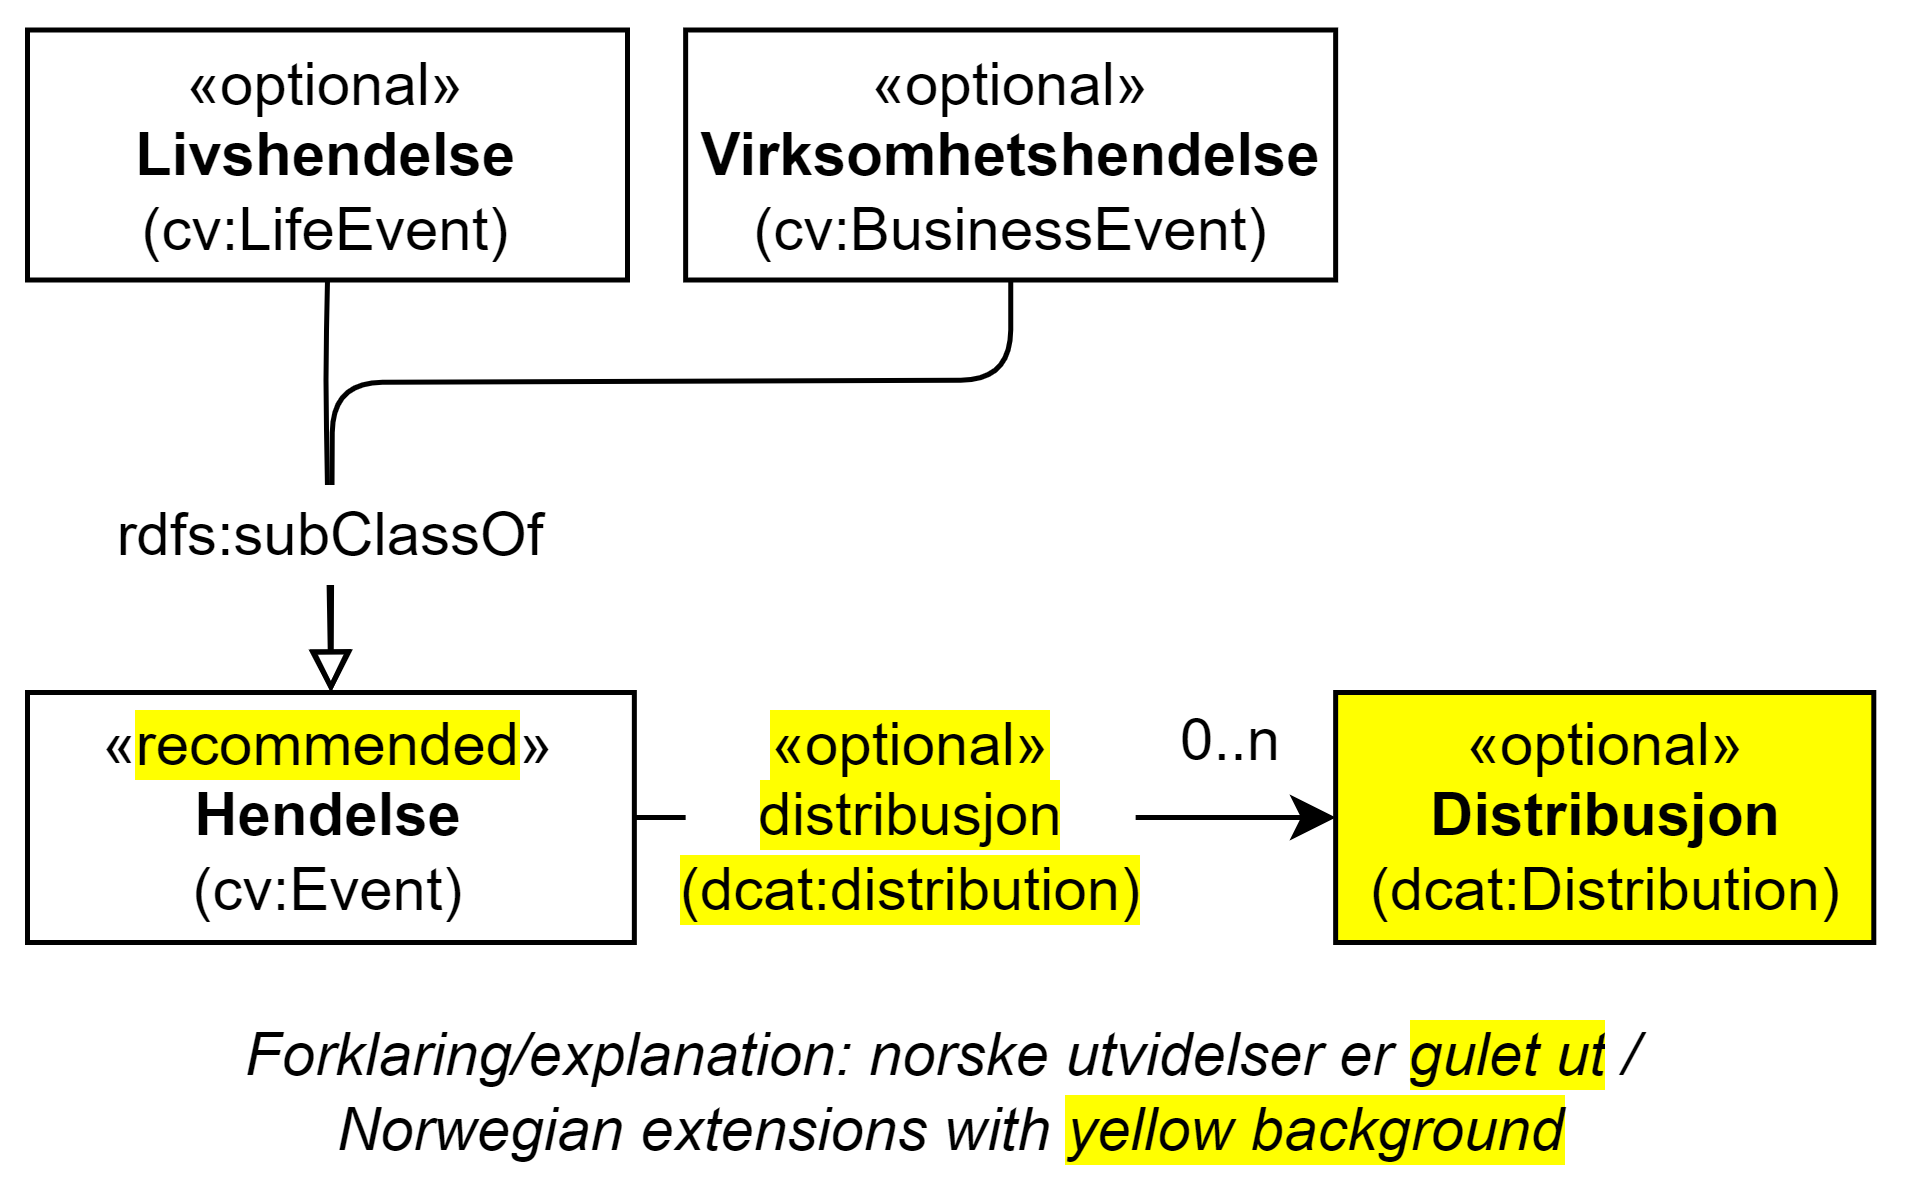 «optional»
Livshendelse
(cv:LifeEvent)
«optional»
Virksomhetshendelse
(cv:BusinessEvent)
rdfs:subClassOf
«recommended»
Hendelse
(cv:Event)
«optional»
distribusjon
(dcat:distribution)
0..n
«optional»
Distribusjon
(dcat:Distribution)
Forklaring/explanation: norske utvidelser er gulet ut /
Norwegian extensions with yellow background